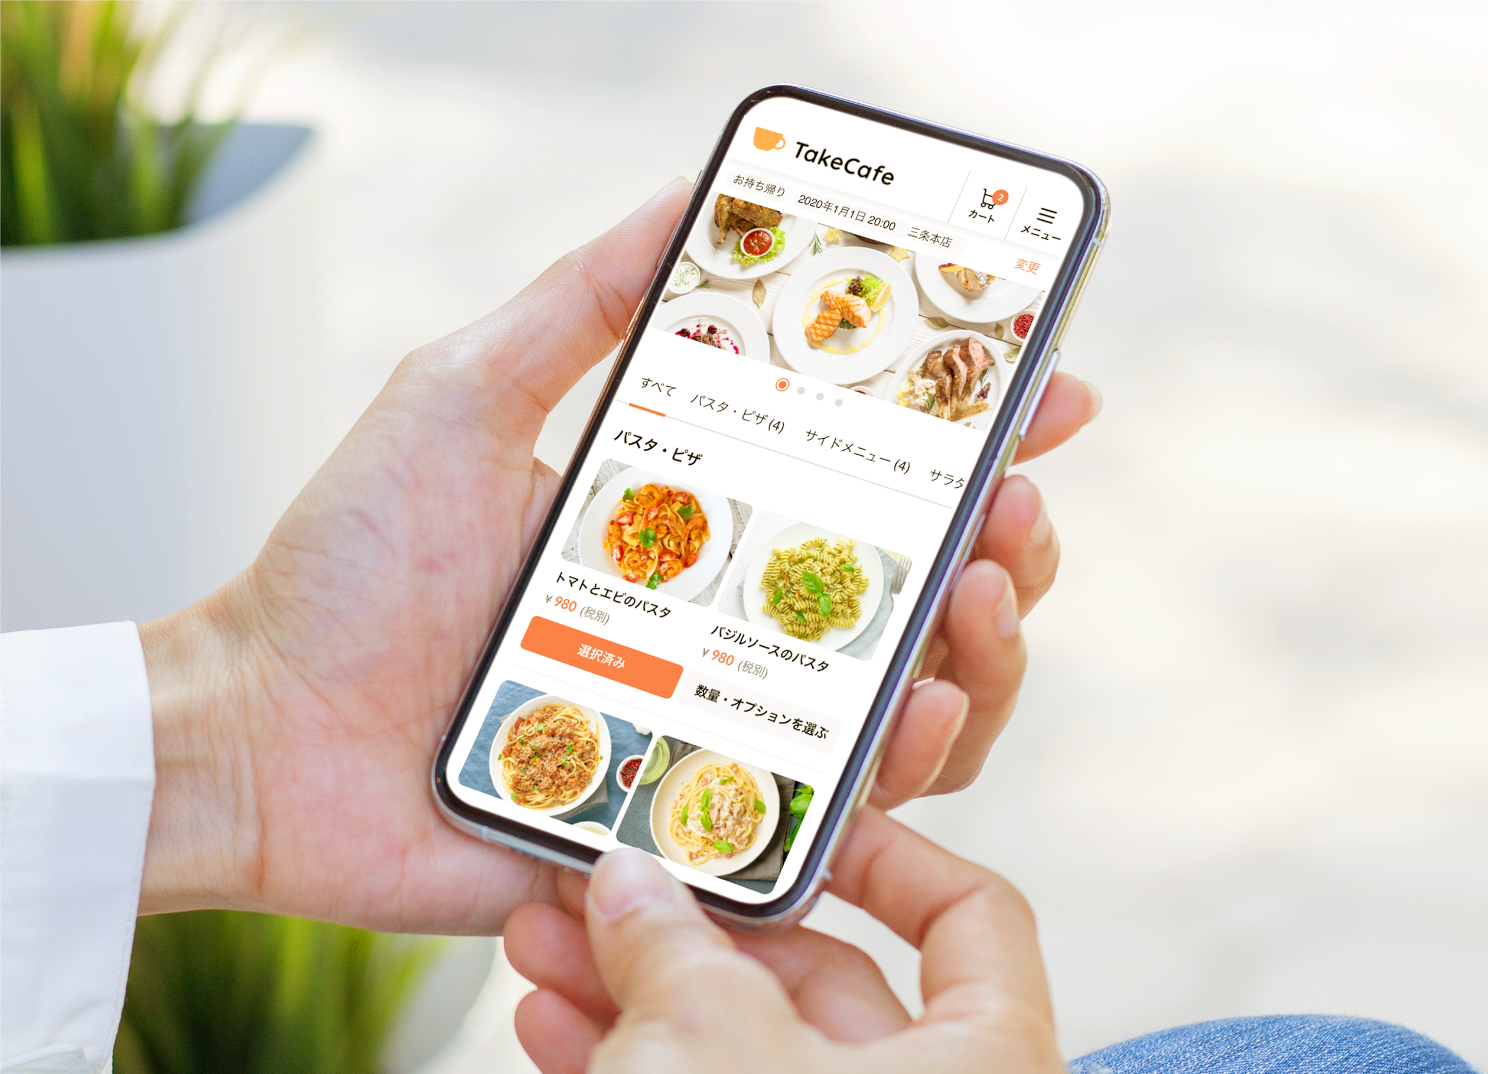 TakeCafe
2
カート
メニュー
お持ち帰り 2020年1月1日 20:00 三条本店
変更
すべて パスタ・ピザ (4) サイドメニュー (4) サラダ
パスタ・ピザ
トマトとエビのパスタ
¥ 980 (税別)
選択済み
バジルソースのパスタ
¥ 980 (税別)
数量・オプションを選ぶ